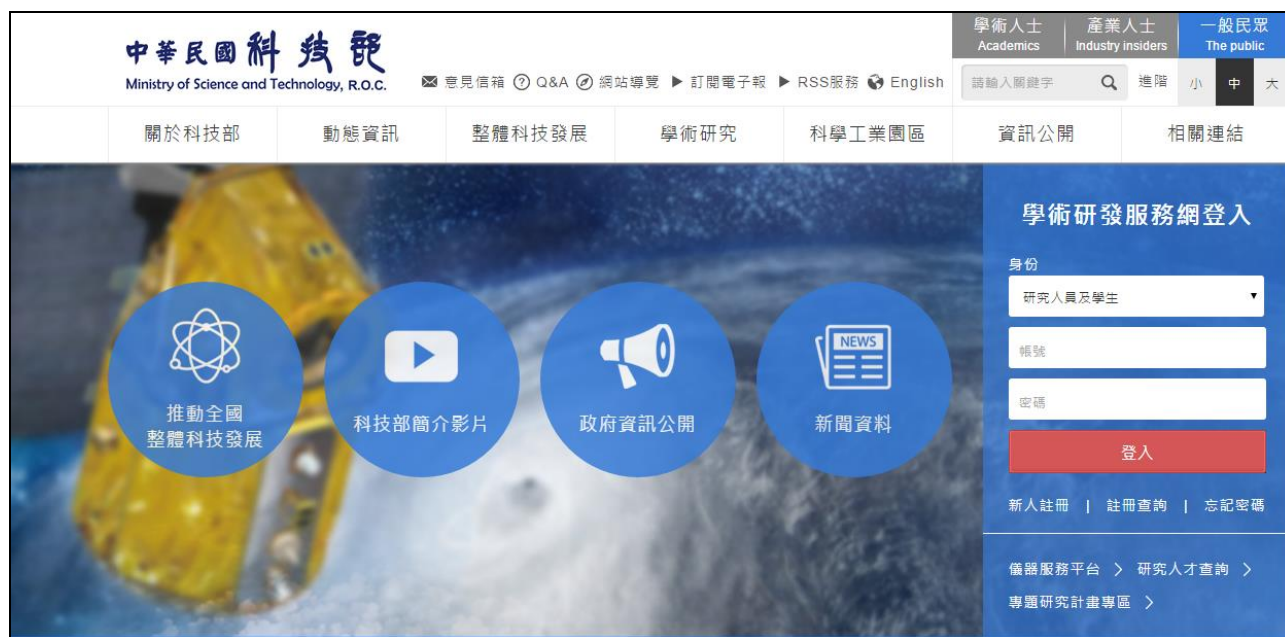 中華民國科技部
Ministry of Science and Technology, R.O.C.
學術人士
Academics
產業人士
Industry insiders
一般民眾
The public
意見信箱 Q&A 網站導覽 訂閱電子報 RSS服務 English
請輸入關鍵字 進階 小 中 大
關於科技部 動態資訊 整體科技發展 學術研究 科學工業園區 資訊公開 相關連結
推動全國
整體科技發展
科技部簡介影片
政府資訊公開
NEWS
新聞資料
學術研發服務網登入
身份
研究人員及學生
帳號
密碼
登入
新人註冊 | 註冊查詢 | 忘記密碼
儀器服務平台 研究人才查詢
專題研究計畫專區